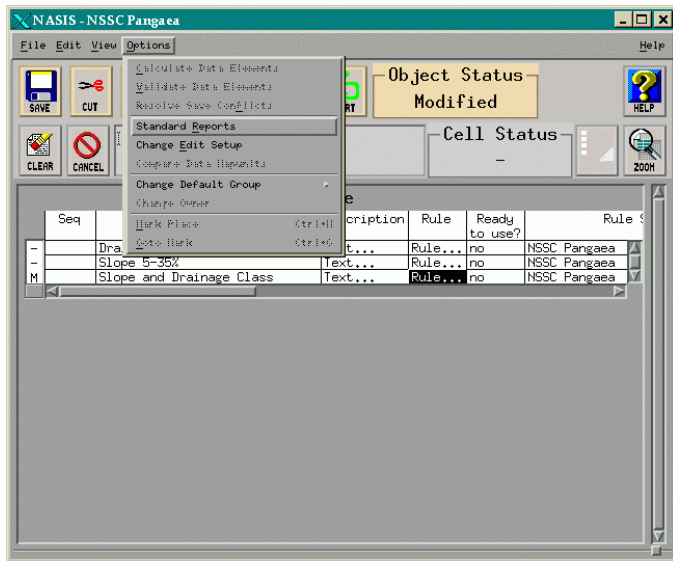 NASIS - NSSC Pangaea
File Edit View Options Help
Calculate Data Elements
Validate Data Elements
Resolve Save Conflicts
Standard Reports
Change Edit Setup
Compare Data Mapunits
Change Default Group
Change Owner
Mark Place Ctrl+M
Goto Mark Ctrl+G
SAVE CUT RT Object Status Modified HELP
CLEAR CANCEL Cell Status - ZOOM
e
Seq cription Rule Ready to use? Rule S
- Dra t... Rule... no NSSC Pangaea
- Slope 5-35% Text... Rule... no NSSC Pangaea
M Slope and Drainage Class Text... Rule... no NSSC Pangaea